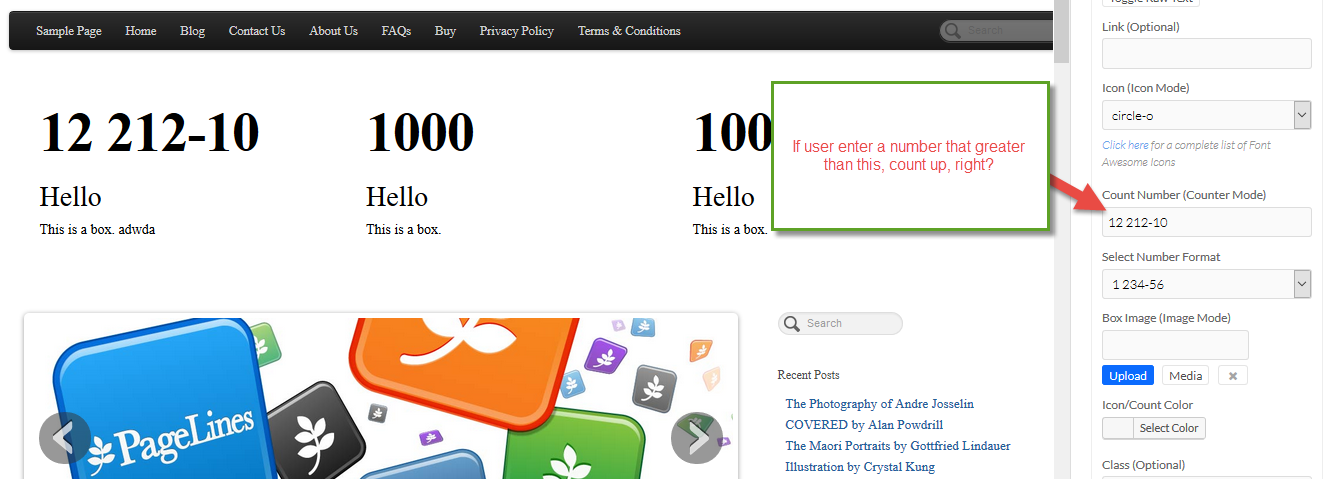 Sample Page Home Blog Contact Us About Us FAQs Buy Privacy Policy Terms & Conditions Search
12 212-10
Hello
This is a box. adwda
1000
Hello
This is a box.
100
Hello
This is a box.
If user enter a number that greater
than this, count up, right?
PageLines
Search
Recent Posts
The Photography of Andre Josselin
COVERED by Alan Powdrill
The Maori Portraits by Gottfried Lindauer
Illustration by Crystal Kung
Toggle Raw Text
Link (Optional)
Icon (Icon Mode)
circle-o
Click here for a complete list of Font
Awesome Icons
Count Number (Counter Mode)
12 212-10
Select Number Format
1 234-56
Box Image (Image Mode)
Upload Media ×
Icon/Count Color
Select Color
Class (Optional)